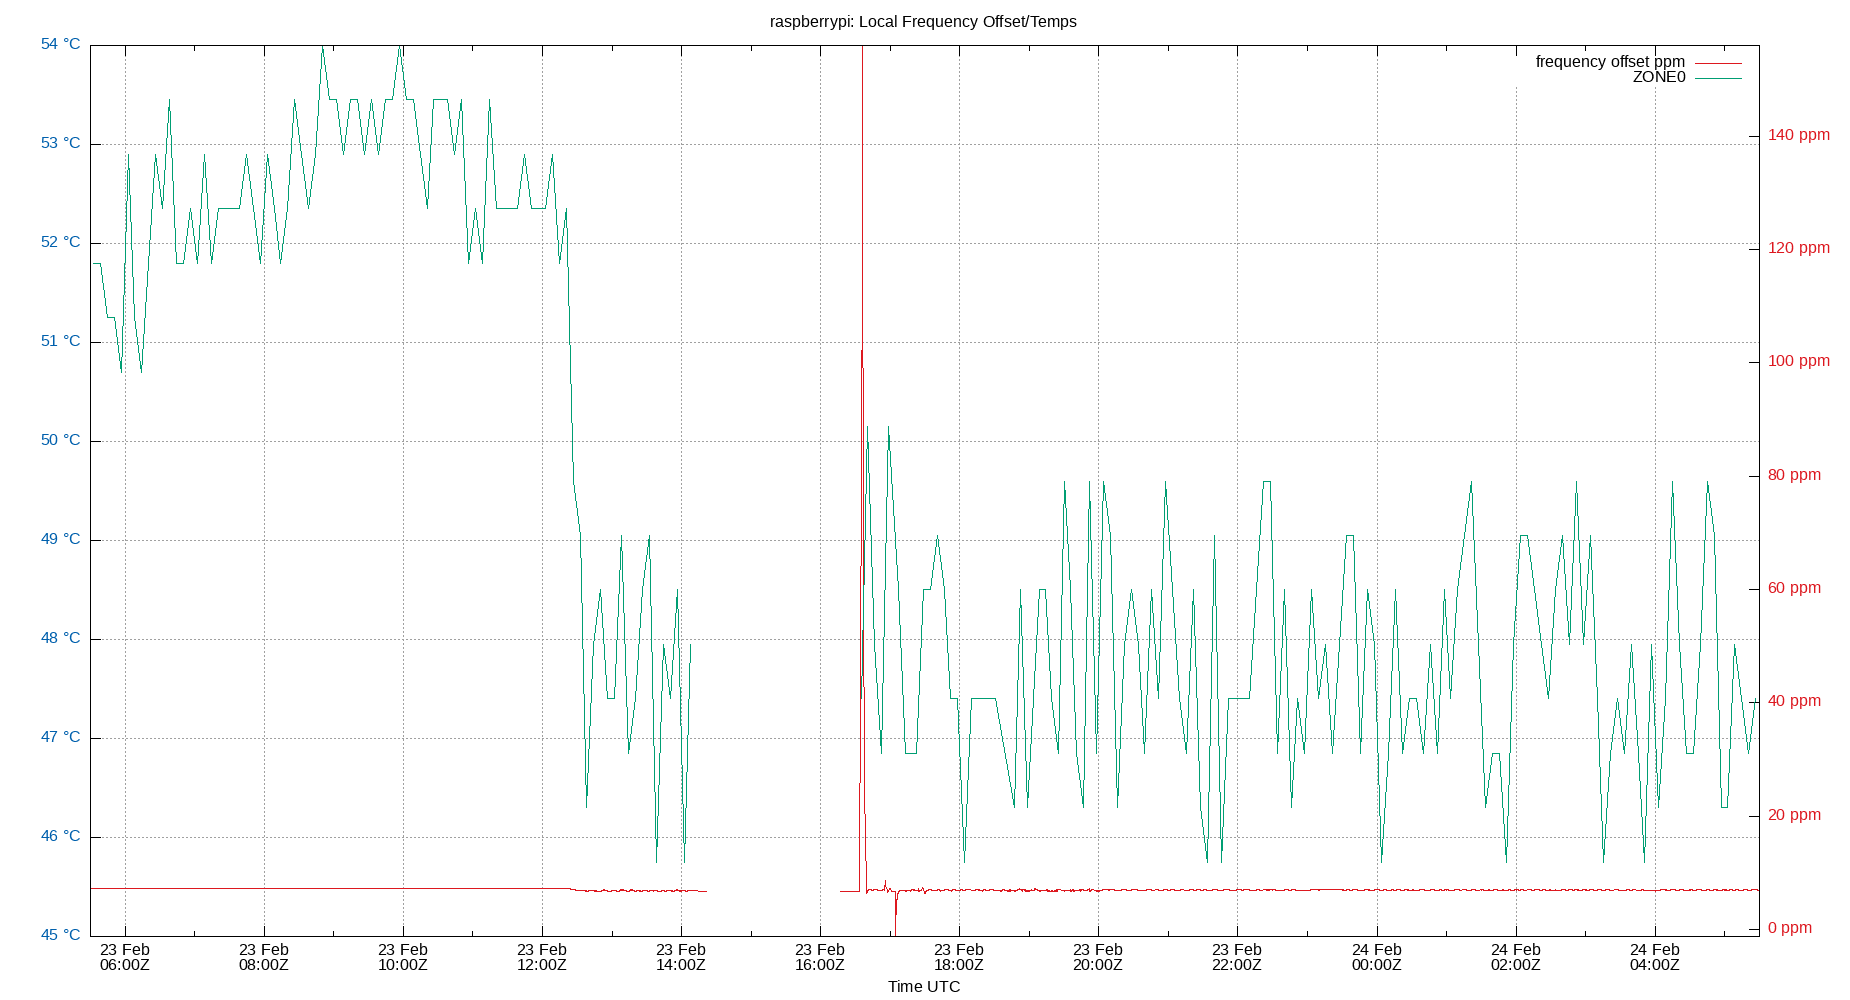 raspberrypi: Local Frequency Offset/Temps
frequency offset ppm
ZONE0
54 °C
53 °C
52 °C
51 °C
50 °C
49 °C
48 °C
47 °C
46 °C
45 °C
140 ppm
120 ppm
100 ppm
80 ppm
60 ppm
40 ppm
20 ppm
0 ppm
23 Feb 23 Feb 23 Feb 23 Feb 23 Feb 23 Feb 23 Feb 23 Feb 23 Feb 24 Feb 24 Feb 24 Feb
06:00Z 08:00Z 10:00Z 12:00Z 14:00Z 16:00Z 18:00Z 20:00Z 22:00Z 00:00Z 02:00Z 04:00Z
Time UTC